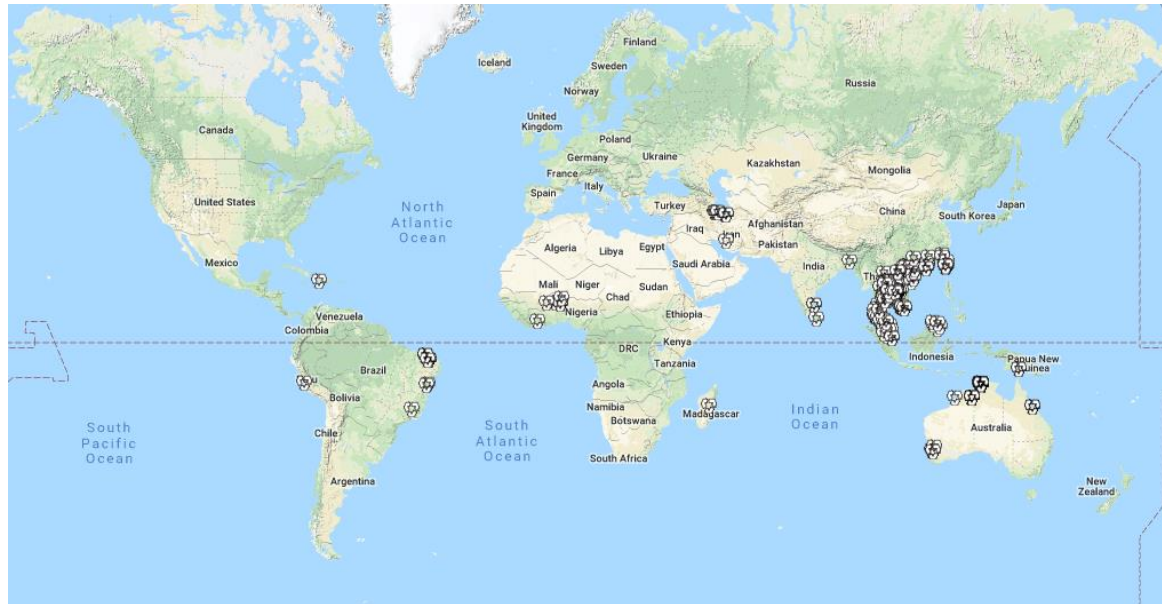 Iceland
Finland
Sweden
Norway
Russia
Canada
United
Kingdom
Poland
Germany
Ukraine
Kazakhstan
Mongolia
France
Italy
Spain
Turkey
United States
North
Atlantic
Ocean
China
Japan
South Korea
Afghanistan
Iraq
Iran
Pakistan
Algeria
Libya
Egypt
Saudi Arabia
India
Mexico
Mali
Niger
Chad
Sudan
Nigeria
Ethiopia
Venezuela
Colombia
Kenya
DRC
Tanzania
Indonesia
Papua New
Guinea
Brazil
Bolivia
Angola
Namibia
Botswana
Madagascar
Indian
Ocean
South
Pacific
Ocean
South
Atlantic
Ocean
Chile
Australia
South Africa
Argentina
New
Zealand